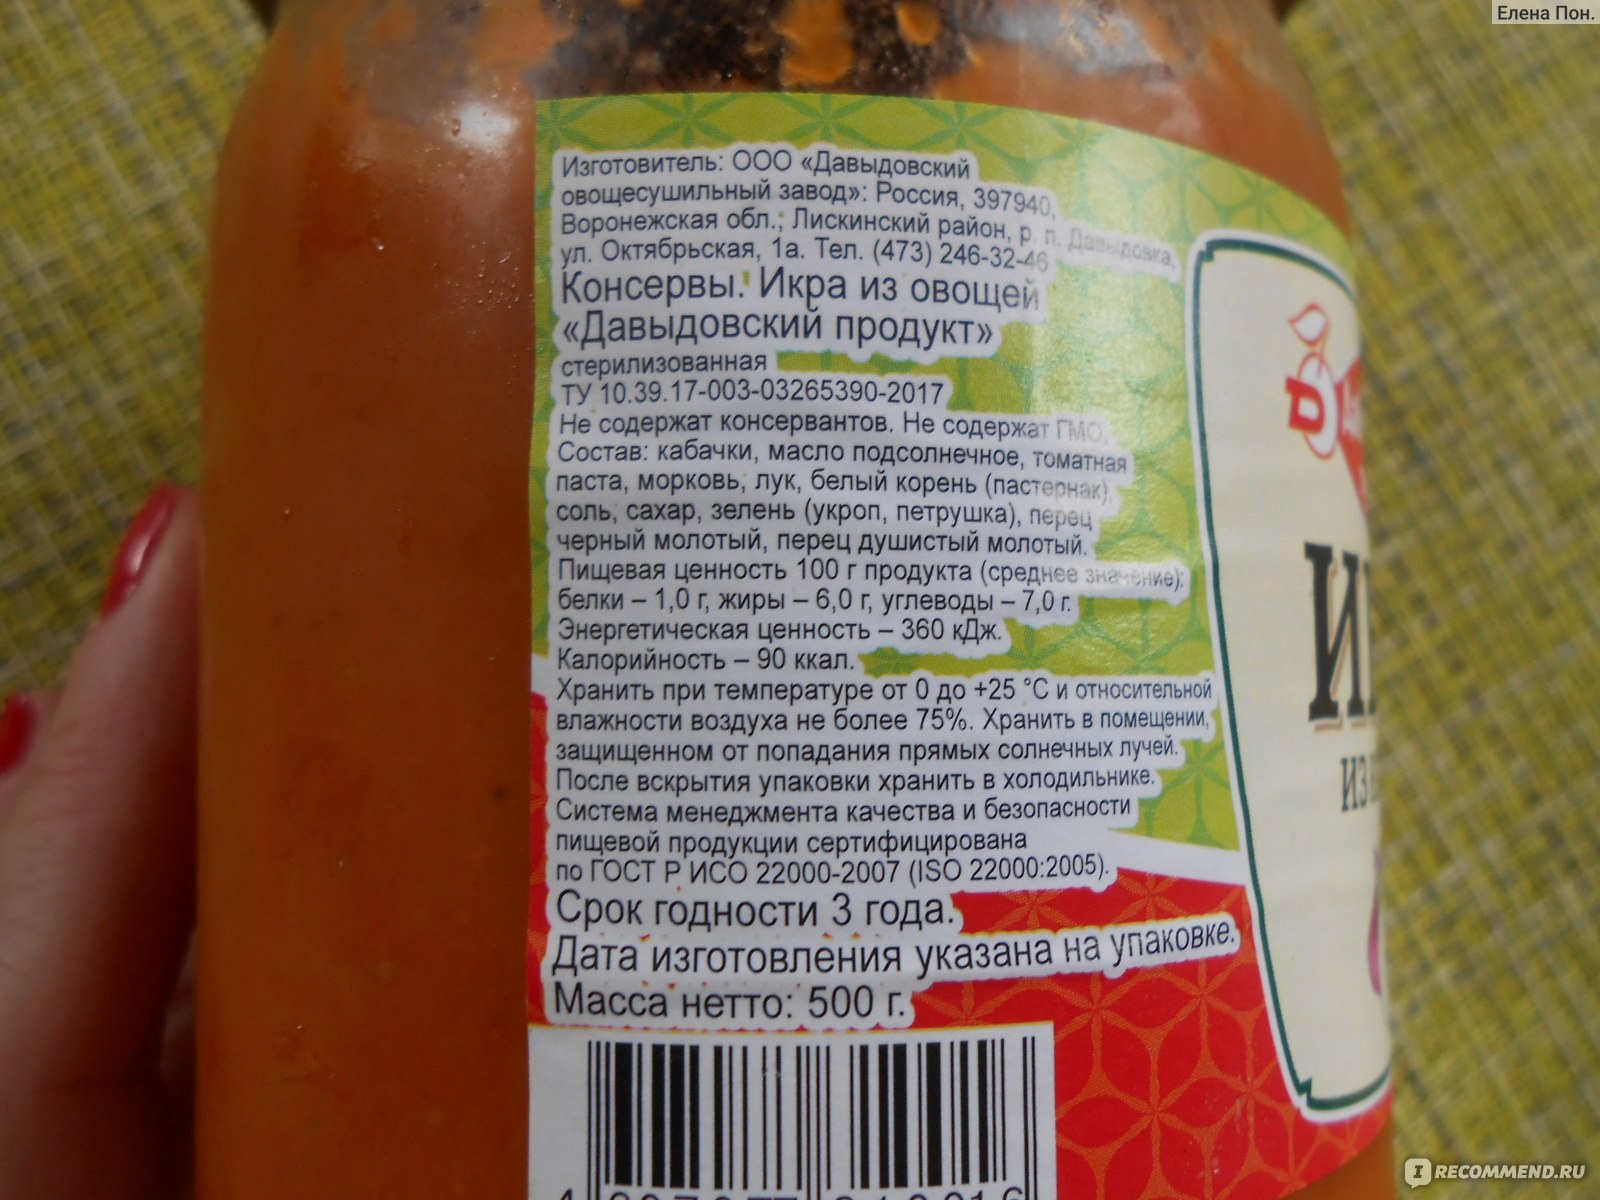 Елена Пон.
Изготовитель: ООО «Давыдовский
овощесушильный завод»: Россия, 397940,
Воронежская обл., Лискинский район, р. п. Давыдовка,
ул. Октябрьская, 1а. Тел. (473) 246-32-46
Консервы. Икра из овощей
«Давыдовский продукт»
стерилизованная
ТУ 10.39.17-003-03265390-2017
Не содержат консервантов. Не содержат ГМО.
Состав: кабачки, масло подсолнечное, томатная
паста, морковь, лук, белый корень (пастернак),
соль, сахар, зелень (укроп, петрушка), перец
черный молотый, перец душистый молотый.
Пищевая ценность 100 г продукта (среднее значение):
белки – 1,0 г, жиры – 6,0 г, углеводы – 7,0 г.
Энергетическая ценность – 360 кДж.
Калорийность – 90 ккал.
Хранить при температуре от 0 до +25 °С и относительной
влажности воздуха не более 75%. Хранить в помещении,
защищенном от попадания прямых солнечных лучей.
После вскрытия упаковки хранить в холодильнике.
Система менеджмента качества и безопасности
пищевой продукции сертифицирована
по ГОСТ Р ИСО 22000-2007 (ISO 22000:2005).
Срок годности 3 года.
Дата изготовления указана на упаковке.
Масса нетто: 500 г.
ИЗ
IRECOMMEND.RU